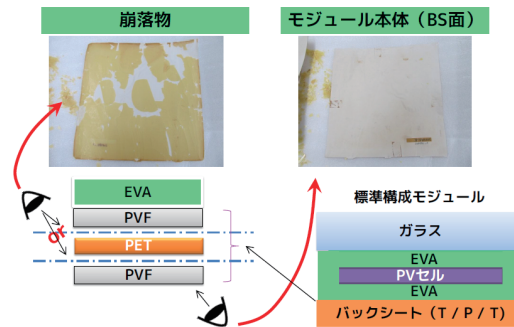 崩落物
モジュール本体（BS面）
EVA
PVF
or
PET
PVF
標準構成モジュール
ガラス
EVA
PVセル
EVA
バックシート（T / P / T）